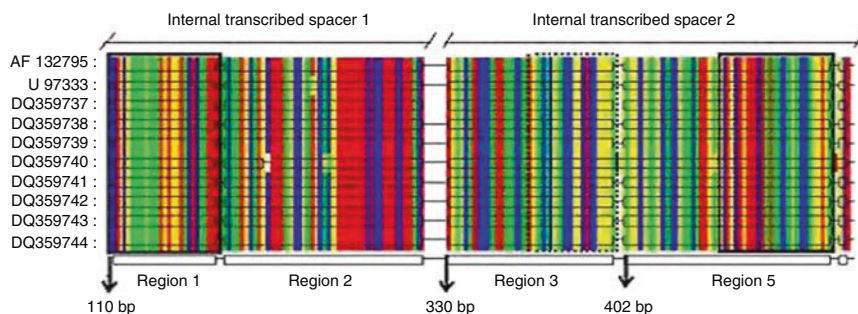 Internal transcribed spacer 1
Internal transcribed spacer 2
AF 132795 :
U 97333 :
DQ359737 :
DQ359738 :
DQ359739 :
DQ359740 :
DQ359741 :
DQ359742 :
DQ359743 :
DQ359744 :
Region 1
Region 2
Region 3
Region 5
110 bp
330 bp
402 bp